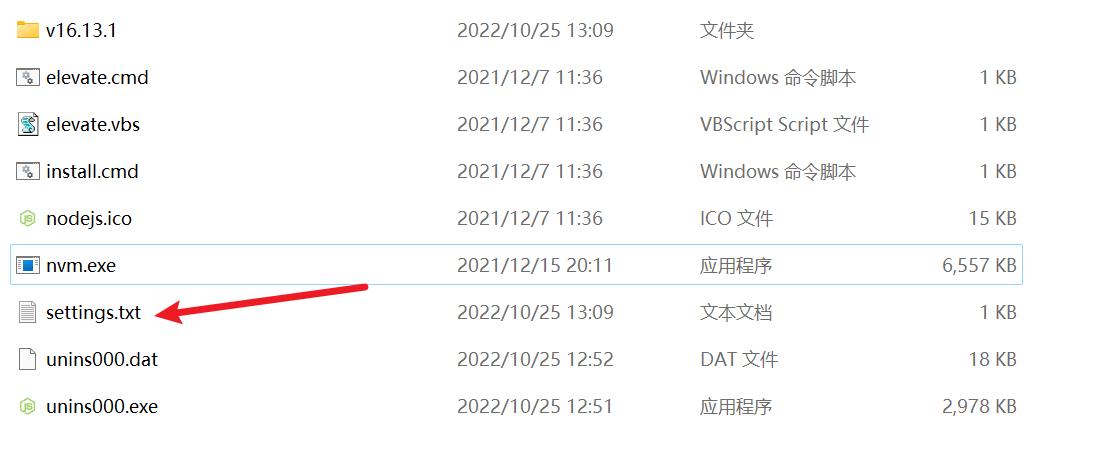 v16.13.1 2022/10/25 13:09 文件夹
elevate.cmd 2021/12/7 11:36 Windows 命令脚本 1 KB
elevate.vbs 2021/12/7 11:36 VBScript Script 文件 1 KB
install.cmd 2021/12/7 11:36 Windows 命令脚本 1 KB
nodejs.ico 2021/12/7 11:36 ICO 文件 15 KB
nvm.exe 2021/12/15 20:11 应用程序 6,557 KB
settings.txt 2022/10/25 13:09 文本文档 1 KB
unins000.dat 2022/10/25 12:52 DAT 文件 18 KB
unins000.exe 2022/10/25 12:51 应用程序 2,978 KB